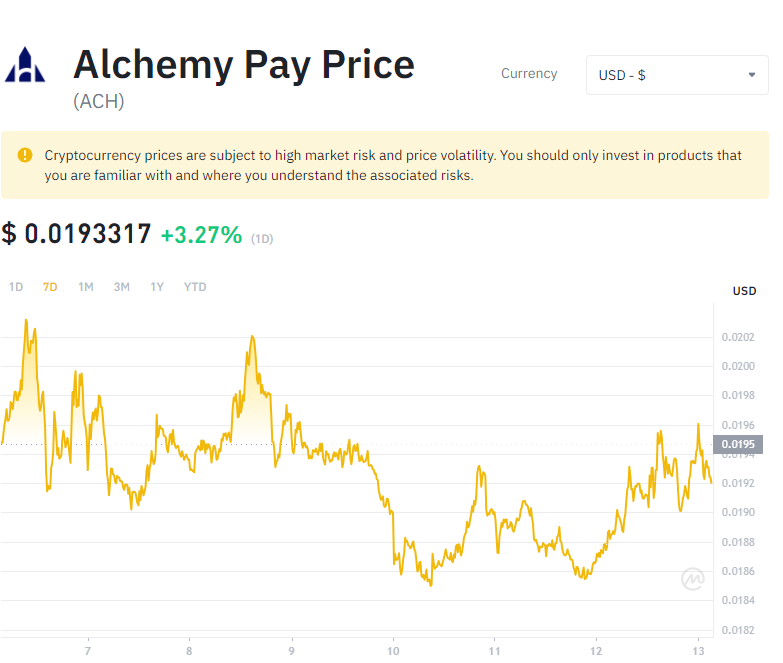 Alchemy Pay Price
(ACH)
Currency
USD - $
Cryptocurrency prices are subject to high market risk and price volatility. You should only invest in products that
you are familiar with and where you understand the associated risks.
$ 0.0193317 +3.27% (1D)
1D 7D 1M 3M 1Y YTD
USD
0.0202
0.0200
0.0198
0.0196
0.0195
0.0194
0.0192
0.0190
0.0188
0.0186
0.0184
0.0182
7 8 9 10 11 12 13